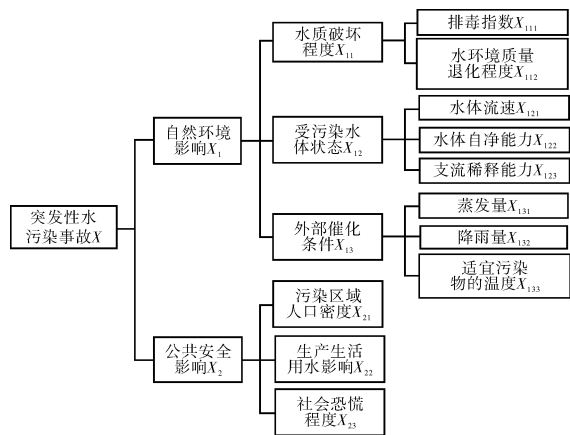 突发性水
污染事故X
自然环境
影响X₁
水质破坏
程度X₁₁
排毒指数X₁₁₁
水环境质量
退化程度X₁₁₂
受污染水
体状态X₁₂
水体流速X₁₂₁
水体自净能力X₁₂₂
支流稀释能力X₁₂₃
外部催化
条件X₁₃
蒸发量X₁₃₁
降雨量X₁₃₂
适宜污染
物的温度X₁₃₃
公共安全
影响X₂
污染区域
人口密度X₂₁
生产生活
用水影响X₂₂
社会恐慌
程度X₂₃